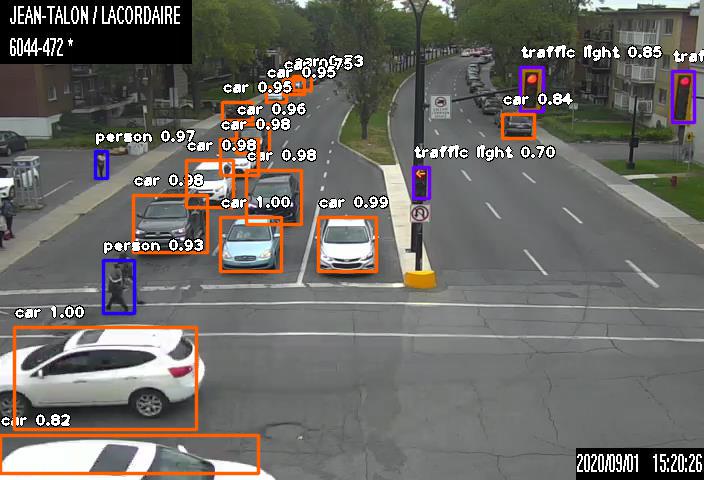 JEAN-TALON / LACORDAIRE
6044-472 *
car 0.95
car 0.95
car 0.96
car 0.98
car 0.98
car 0.98
car 0.98
car 1.00
car 0.99
person 0.97
person 0.93
traffic light 0.85
traf
car 0.84
traffic light 0.70
car 1.00
car 0.82
2020/09/01 15:20:26